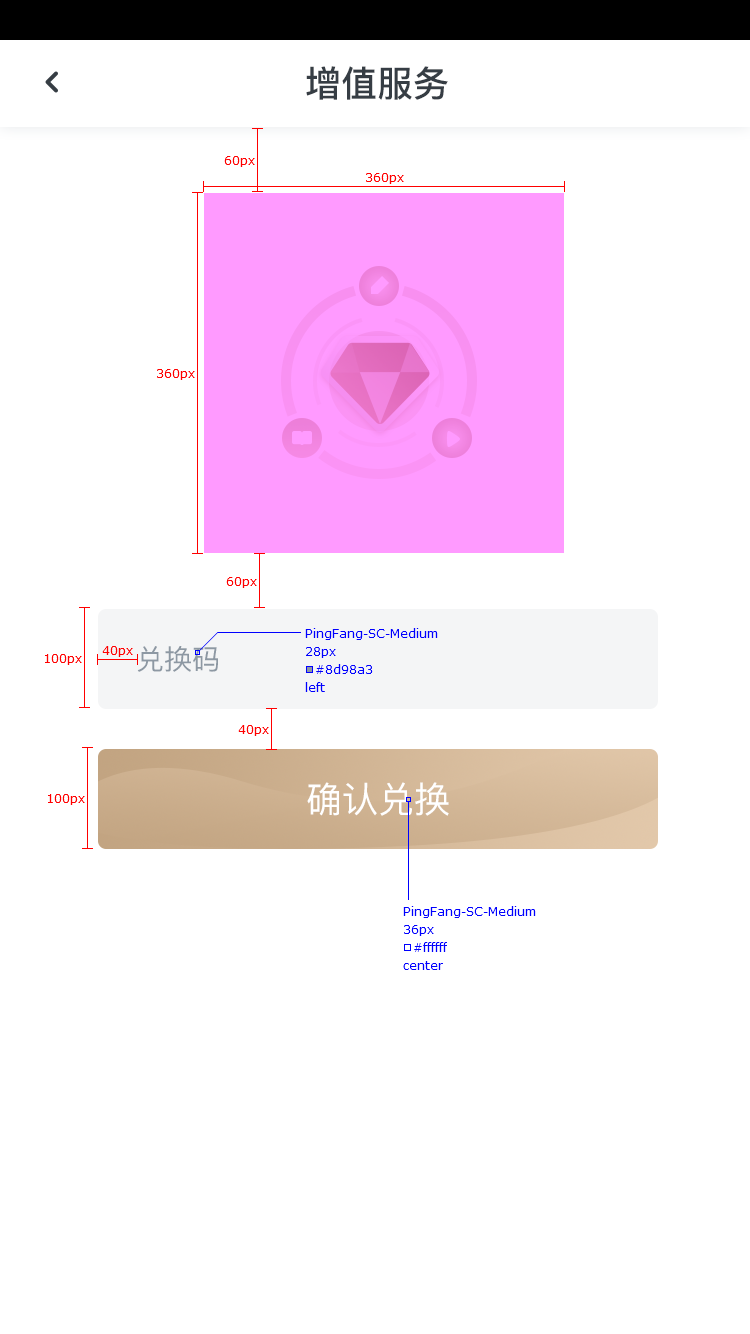 增值服务
60px
360px
360px
60px
100px
40px
兑换码
PingFang-SC-Medium
28px
#8d98a3
left
40px
100px
确认兑换
PingFang-SC-Medium
36px
#ffffff
center